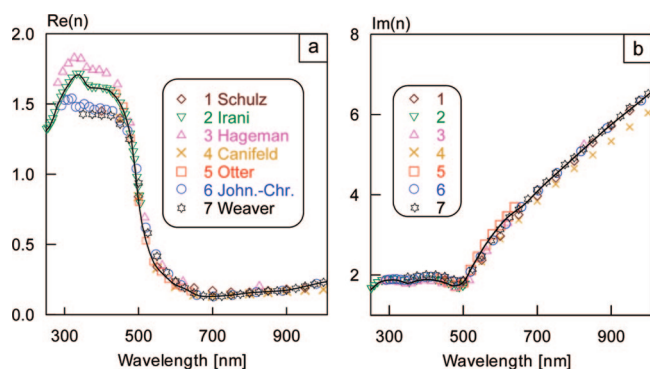 Re(n)
a
2.0
1.5
1.0
0.5
0.0
1 Schulz
2 Irani
3 Hageman
4 Canifeld
5 Otter
6 John.-Chr.
7 Weaver
300 500 700 900
Wavelength [nm]
Im(n)
b
8
6
4
2
1
2
3
4
5
6
7
300 500 700 900
Wavelength [nm]